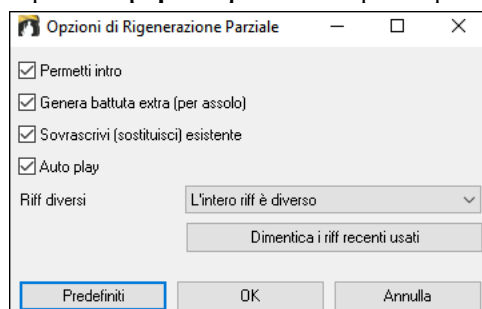 Opzioni di Rigenerazione Parziale
Permetti intro
Genera battuta extra (per assolo)
Sovrascrivi (sostituisci) esistente
Auto play
Riff diversi L'intero riff è diverso
Dimentica i riff recenti usati
Predefiniti OK Annulla